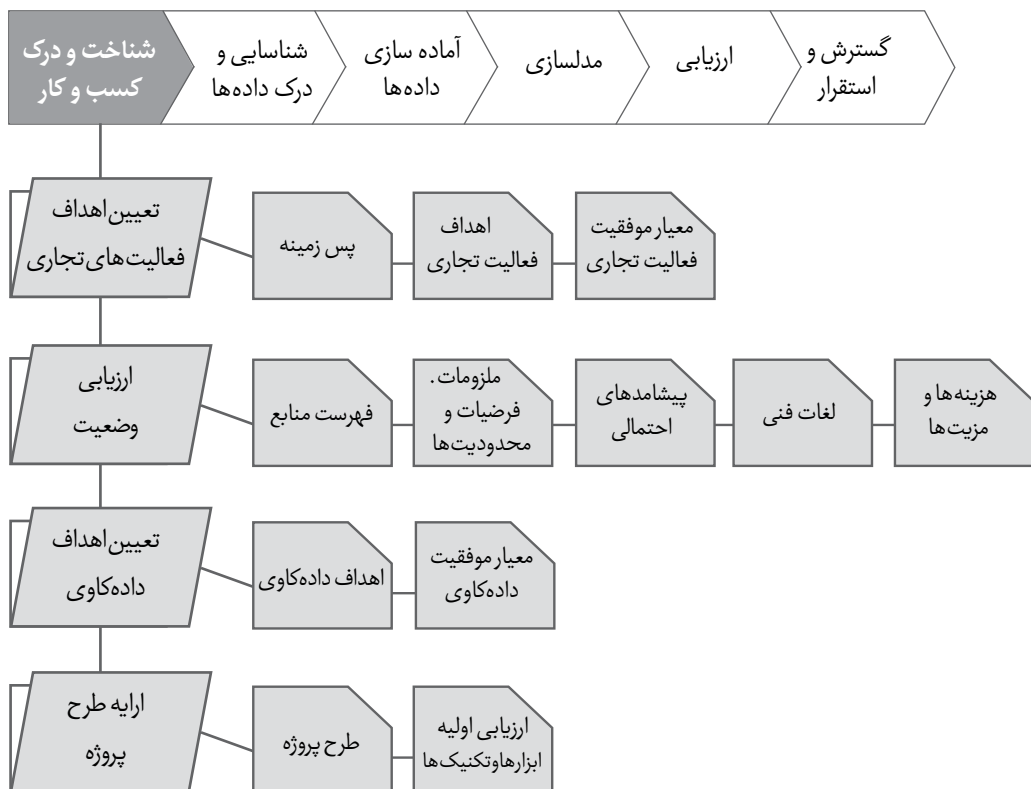 شناخت و درک
کسب و کار
شناسایی و
درک داده‌ها
آماده سازی
داده‌ها
مدلسازی
ارزیابی
گسترش و
استقرار
تعیین اهداف
فعالیت‌های تجاری
پس زمینه
اهداف
فعالیت تجاری
معیار موفقیت
فعالیت تجاری
ارزیابی
وضعیت
فهرست منابع
ملزومات.
فرضیات و
محدودیت‌ها
پیشامدهای
احتمالی
لغات فنی
هزینه‌ها و
مزیت‌ها
تعیین اهداف
داده‌کاوی
اهداف داده‌کاوی
معیار موفقیت
داده‌کاوی
ارایه طرح
پروژه
طرح پروژه
ارزیابی اولیه
ابزارهاوتکنیک‌ها